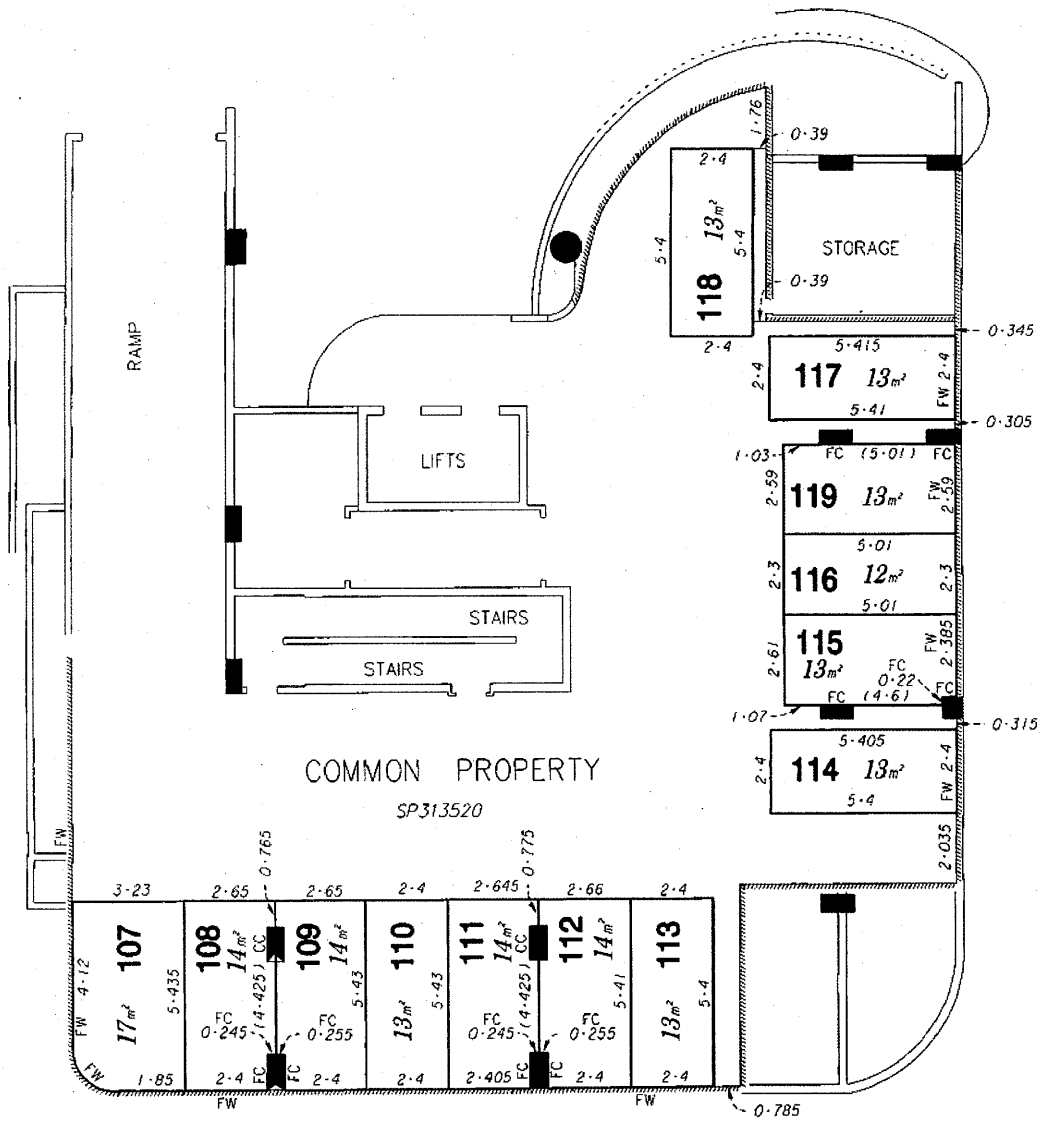 1·76
0·39
2·4
5·4
13m²
5·4
118
2·4
STORAGE
0·39
0·345
RAMP
5·415
2·4
117 13m²
FW 2·4
5·41
0·305
1·03
FC (5·01) FC
LIFTS
2·59
119 13m²
FW
2·59
5·01
2·3
116 12m²
2·3
5·01
STAIRS
STAIRS
115
13m²
2·61
FW
2·385
FC
0·22
FC
FC (4·6)
1·07
0·315
5·405
2·4
114 13m²
FW 2·4
5·4
COMMON PROPERTY
SP313520
2·035
FW
0·765
0·775
3·23
2·65
2·65
2·4
2·645
2·66
2·4
107
17m²
FW 4·12
5·435
FW
1·85
108
14m²
CC
(4·425)
FC
0·245
2·4
FC
109
14m²
5·43
FC
0·255
FC
2·4
110
13m²
5·43
2·4
111
14m²
CC
(4·425)
FC
0·245
2·405
FC
112
14m²
5·41
FC
0·255
FC
2·4
113
13m²
5·4
2·4
FW
FW
0·785